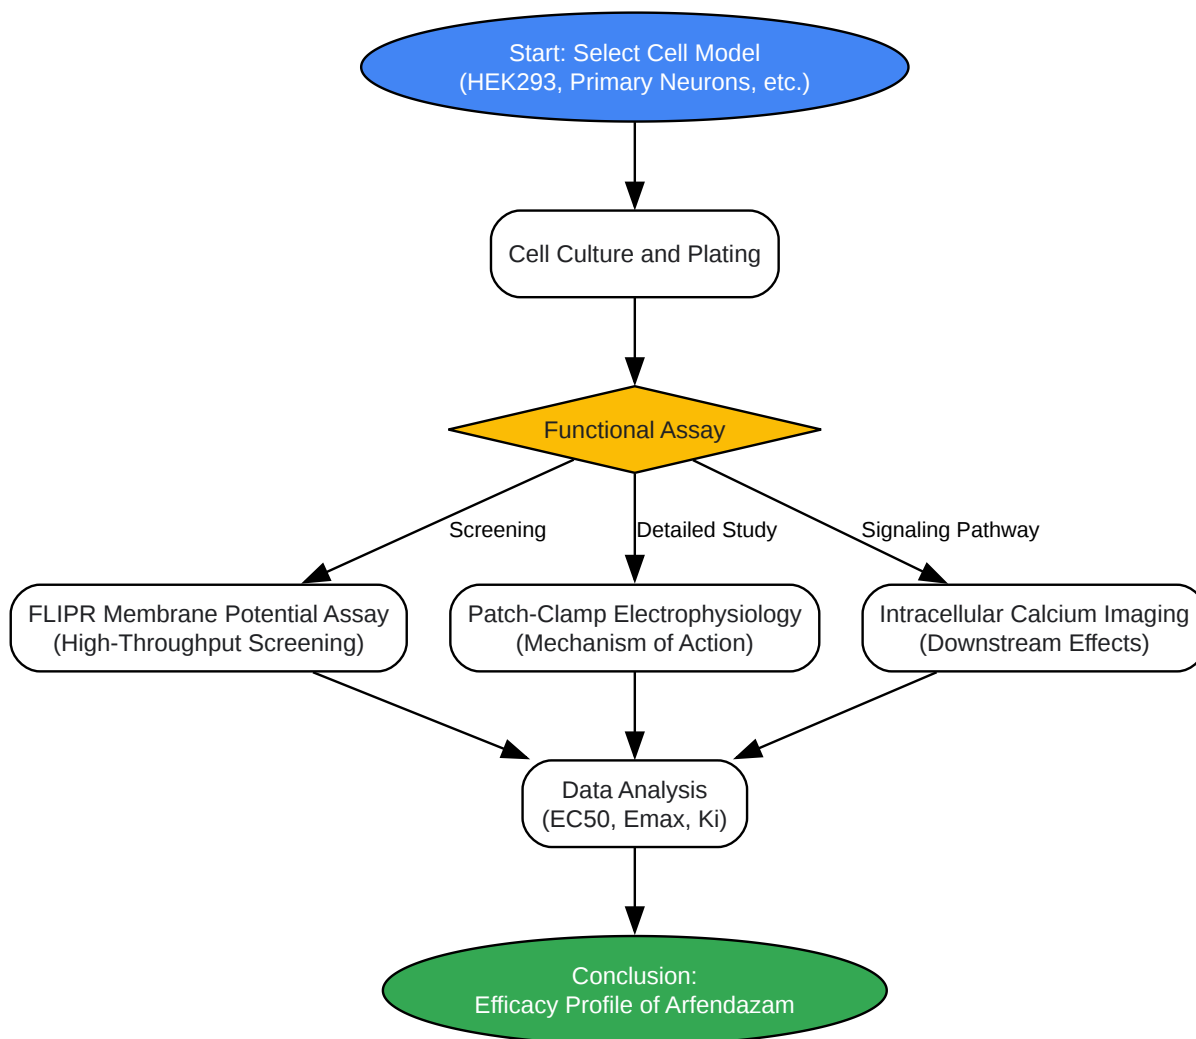 Start: Select Cell Model
(HEK293, Primary Neurons, etc.)
Cell Culture and Plating
Functional Assay
Screening
Detailed Study
Signaling Pathway
FLIPR Membrane Potential Assay
(High-Throughput Screening)
Patch-Clamp Electrophysiology
(Mechanism of Action)
Intracellular Calcium Imaging
(Downstream Effects)
Data Analysis
(EC50, Emax, Ki)
Conclusion:
Efficacy Profile of Arfendazam